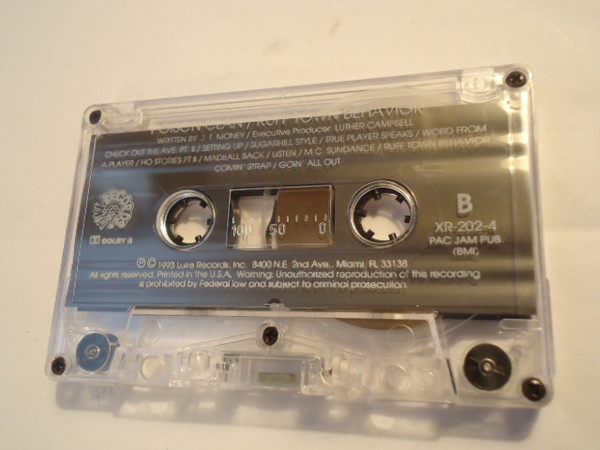 POISON CLAN / RUFF TOWN BEHAVIOR
WRITTEN BY J.T. MONEY / Executive Producer: LUTHER CAMPBELL
CHECK OUT THE AVE. PT. II / SETTING UP / SUGARHILL STYLE / TRUE PLAYER SPEAKS / WORD FROM
A PLAYER / HO STORIES PT II / MADEALL BACK / LISTEN / M.C. SUNDANCE / RUFF TOWN BEHAVIOR
COMIN' STRAP / GOIN' ALL OUT
B
XR-202-4
PAC JAM PUB
(BMI)
DOLBY B
100 50 0
℗ © 1993 Luke Records, Inc. 8400 N.E. 2nd Ave., Miami, FL 33138
All rights reserved. Printed in the U.S.A. Warning: Unauthorized reproduction of this recording
is prohibited by Federal law and subject to criminal prosecution.